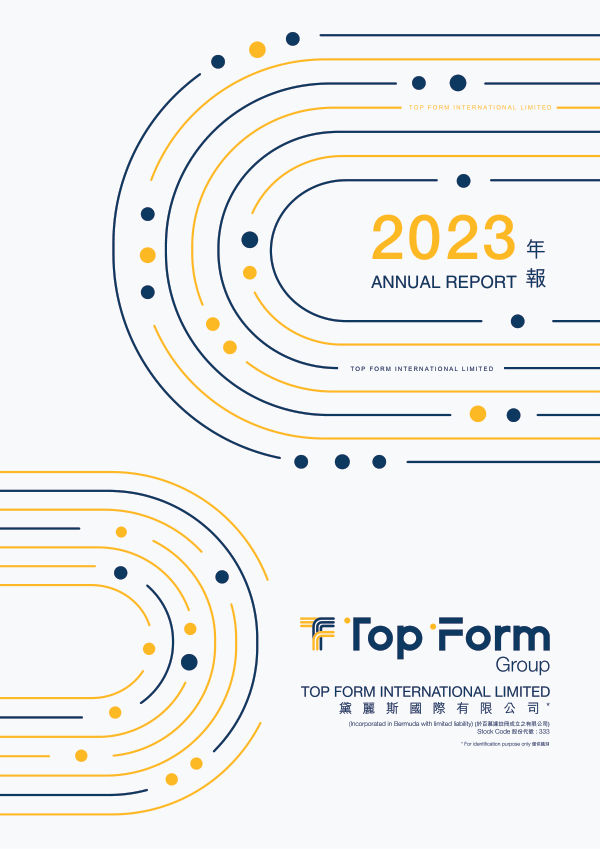 TOP FORM INTERNATIONAL LIMITED
2023 年
ANNUAL REPORT 報
TOP FORM INTERNATIONAL LIMITED
Top Form
Group
TOP FORM INTERNATIONAL LIMITED
黛麗斯國際有限公司*
(Incorporated in Bermuda with limited liability) (於百慕達註冊成立之有限公司)
Stock Code 股份代號 : 333
* For identification purpose only 僅供識別